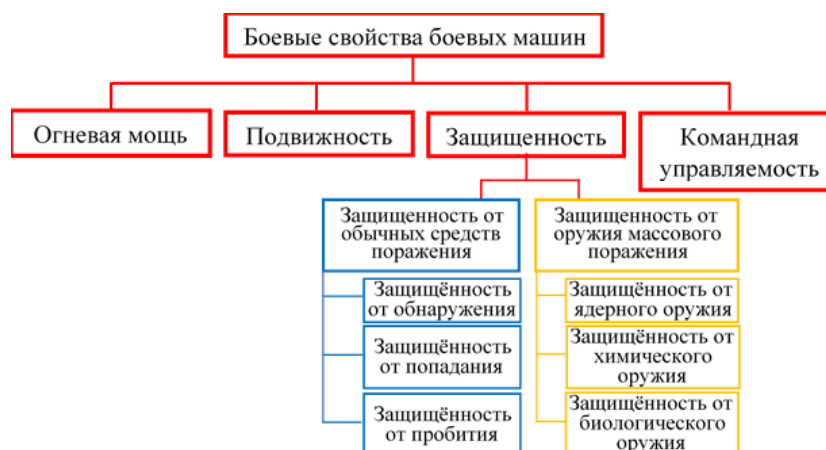 Боевые свойства боевых машин
Огневая мощь
Подвижность
Защищенность
Командная
управляемость
Защищенность от
обычных средств
поражения
Защищённость
от обнаружения
Защищённость
от попадания
Защищённость
от пробития
Защищенность от
оружия массового
поражения
Защищённость от
ядерного оружия
Защищённость от
химического
оружия
Защищённость от
биологического
оружия